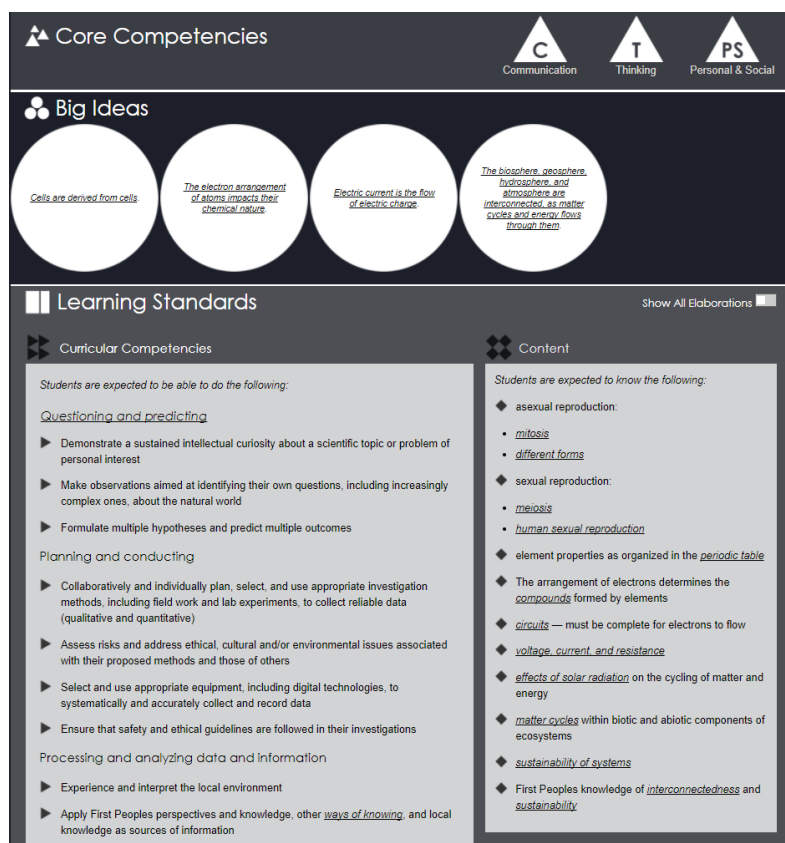 Core Competencies
C
T
PS
Communication
Thinking
Personal & Social
Big Ideas
Cells are derived from cells.
The electron arrangement
of atoms impacts their
chemical nature.
Electric current is the flow
of electric charge.
The biosphere, geosphere,
hydrosphere, and
atmosphere are
interconnected, as matter
cycles and energy flows
through them.
Learning Standards
Show All Elaborations
Curricular Competencies
Students are expected to be able to do the following:
Questioning and predicting
Demonstrate a sustained intellectual curiosity about a scientific topic or problem of
personal interest
Make observations aimed at identifying their own questions, including increasingly
complex ones, about the natural world
Formulate multiple hypotheses and predict multiple outcomes
Planning and conducting
Collaboratively and individually plan, select, and use appropriate investigation
methods, including field work and lab experiments, to collect reliable data
(qualitative and quantitative)
Assess risks and address ethical, cultural and/or environmental issues associated
with their proposed methods and those of others
Select and use appropriate equipment, including digital technologies, to
systematically and accurately collect and record data
Ensure that safety and ethical guidelines are followed in their investigations
Processing and analyzing data and information
Experience and interpret the local environment
Apply First Peoples perspectives and knowledge, other ways of knowing, and local
knowledge as sources of information
Content
Students are expected to know the following:
asexual reproduction:
• mitosis
• different forms
sexual reproduction:
• meiosis
• human sexual reproduction
element properties as organized in the periodic table
The arrangement of electrons determines the
compounds formed by elements
circuits — must be complete for electrons to flow
voltage, current, and resistance
effects of solar radiation on the cycling of matter and
energy
matter cycles within biotic and abiotic components of
ecosystems
sustainability of systems
First Peoples knowledge of interconnectedness and
sustainability